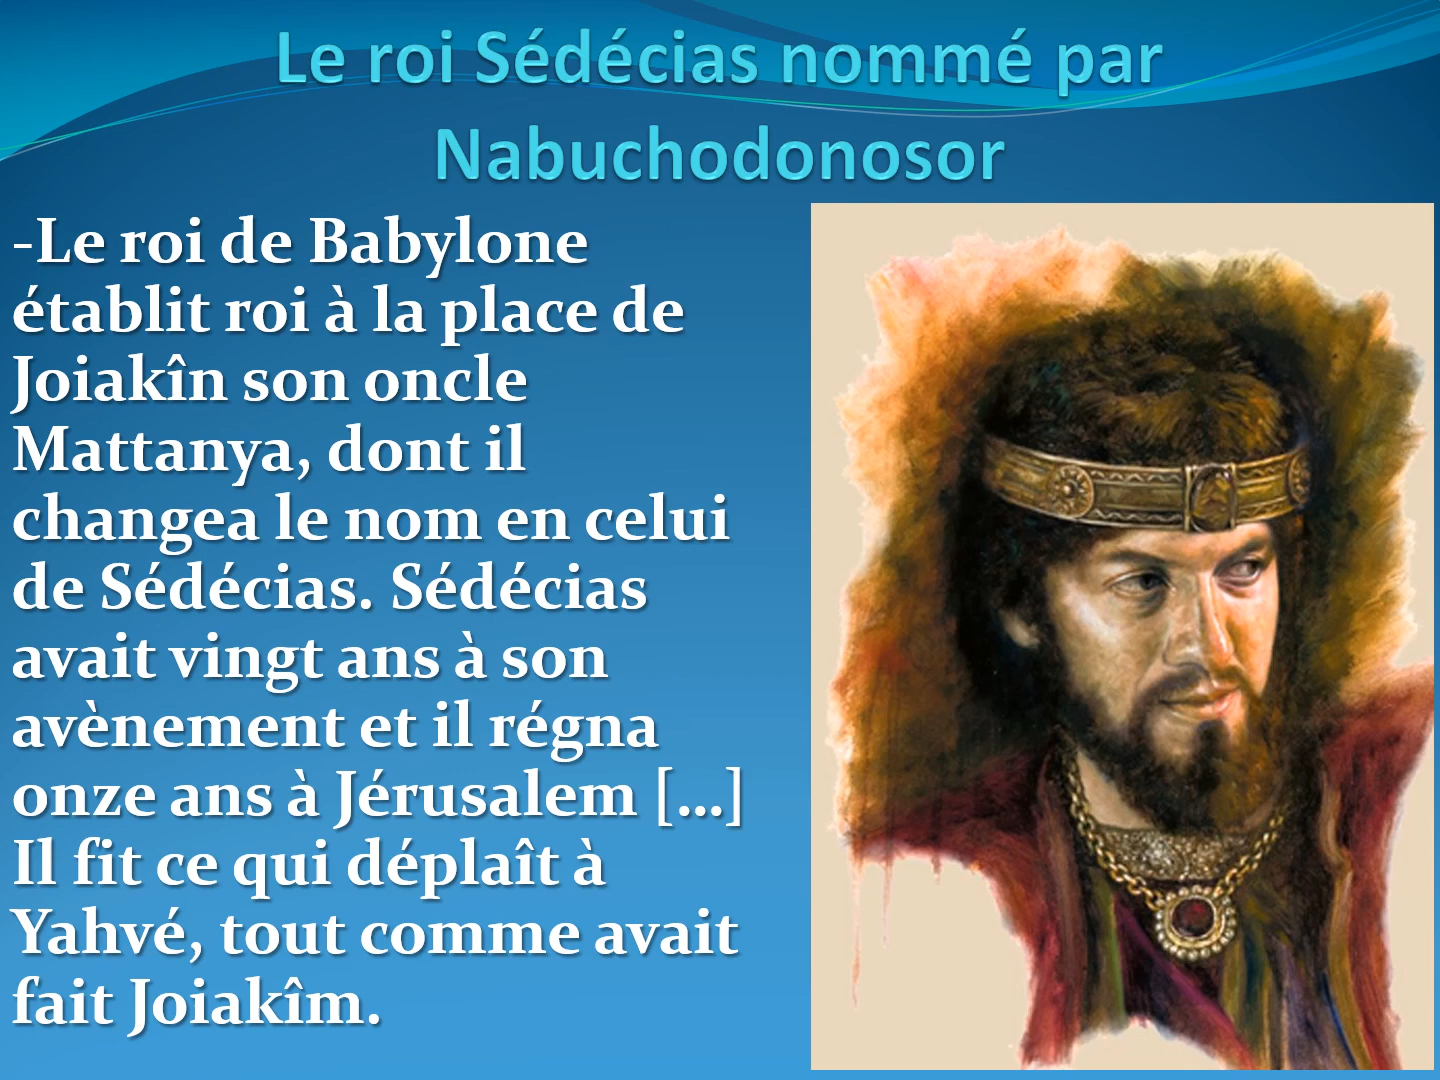 Le roi Sédécias nommé par
Nabuchodonosor
-Le roi de Babylone
établit roi à la place de
Joiakîn son oncle
Mattanya, dont il
changea le nom en celui
de Sédécias. Sédécias
avait vingt ans à son
avènement et il régna
onze ans à Jérusalem [...]
Il fit ce qui déplaît à
Yahvé, tout comme avait
fait Joiakîm.